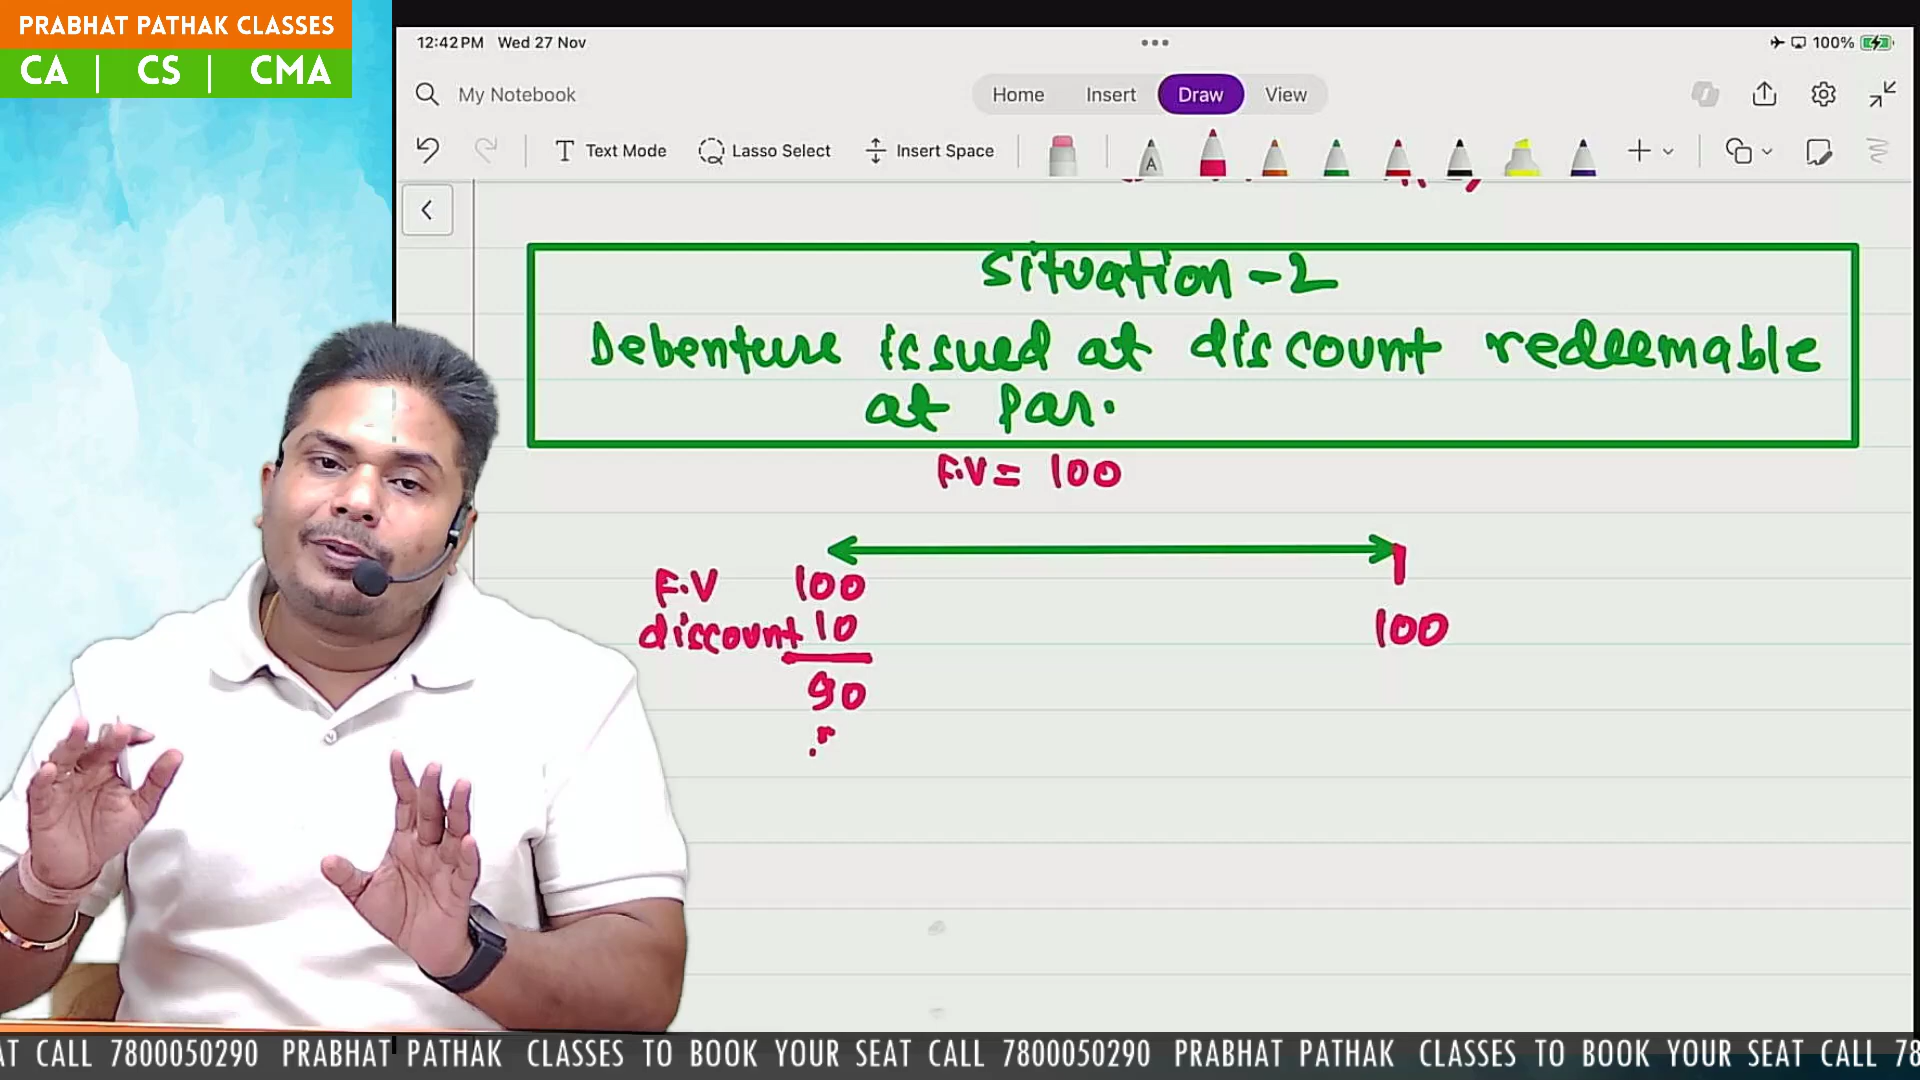 PRABHAT PATHAK CLASSES
CA | CS | CMA
12:42 PM Wed 27 Nov
100%
My Notebook
Home Insert Draw View
Text Mode Lasso Select Insert Space
A
Situation-2
Debenture issued at discount redeemable
at Par.
F.V = 100
F.V 100
discount 10
100
90
AT CALL 7800050290 PRABHAT PATHAK CLASSES TO BOOK YOUR SEAT CALL 7800050290 PRABHAT PATHAK CLASSES TO BOOK YOUR SEAT CALL 78